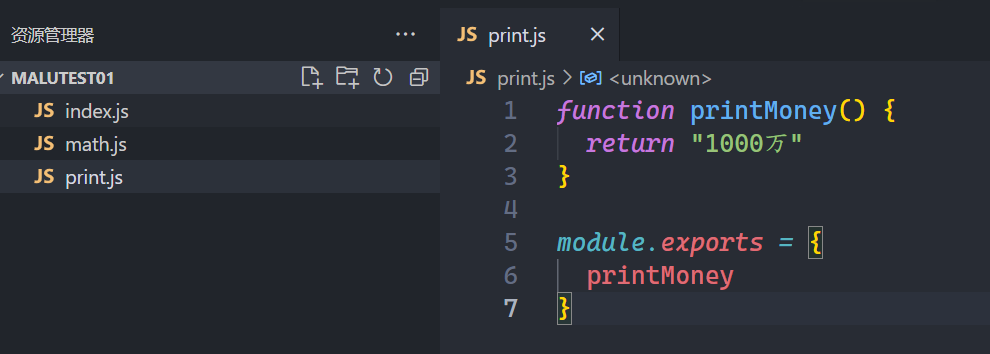 资源管理器 ...
MALUTEST01
JS index.js
JS math.js
JS print.js
JS print.js ×
JS print.js > <unknown>
1 function printMoney() {
2   return "1000万"
3 }
4
5 module.exports = {
6   printMoney
7 }